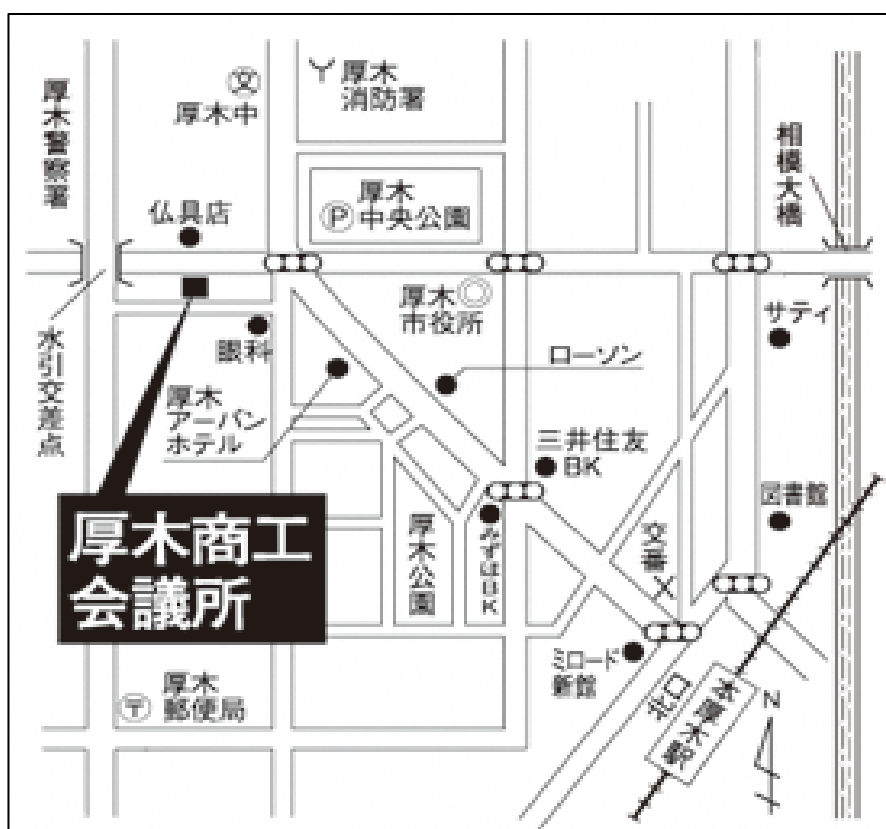 厚木警察署
文
厚木中
厚木
消防署
相模大橋
仏具店
P
厚木
中央公園
厚木
市役所
サティ
水引交差点
眼科
ローソン
厚木
アーバン
ホテル
三井住友
BK
図書館
厚木商工
会議所
厚木公園
みずほBK
交番
ミロード
新館
北口
本厚木駅
N
〒
厚木
郵便局